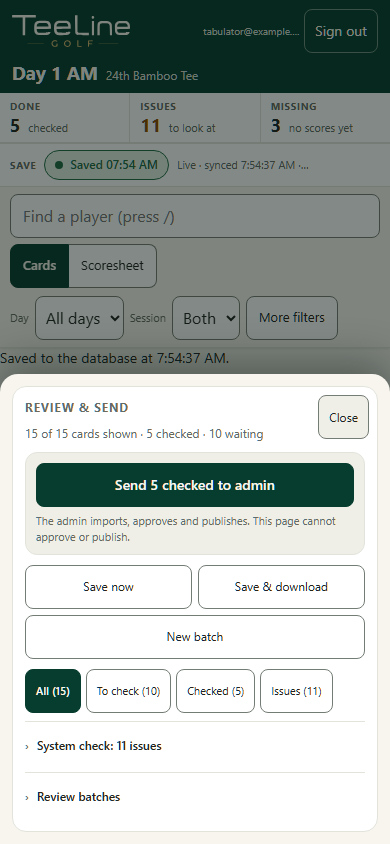 TeeLine
GOLF
tabulator@example....
Sign out
Day 1 AM 24th Bamboo Tee
DONE
5 checked
ISSUES
11 to look at
MISSING
3 no scores yet
SAVE
Saved 07:54 AM
Live · synced 7:54:37 AM ·...
Find a player (press /)
Cards
Scoresheet
Day
All days
Session
Both
More filters
Saved to the database at 7:54:37 AM.
REVIEW & SEND
15 of 15 cards shown · 5 checked · 10 waiting
Close
Send 5 checked to admin
The admin imports, approves and publishes. This page cannot
approve or publish.
Save now
Save & download
New batch
All (15)
To check (10)
Checked (5)
Issues (11)
› System check: 11 issues
› Review batches